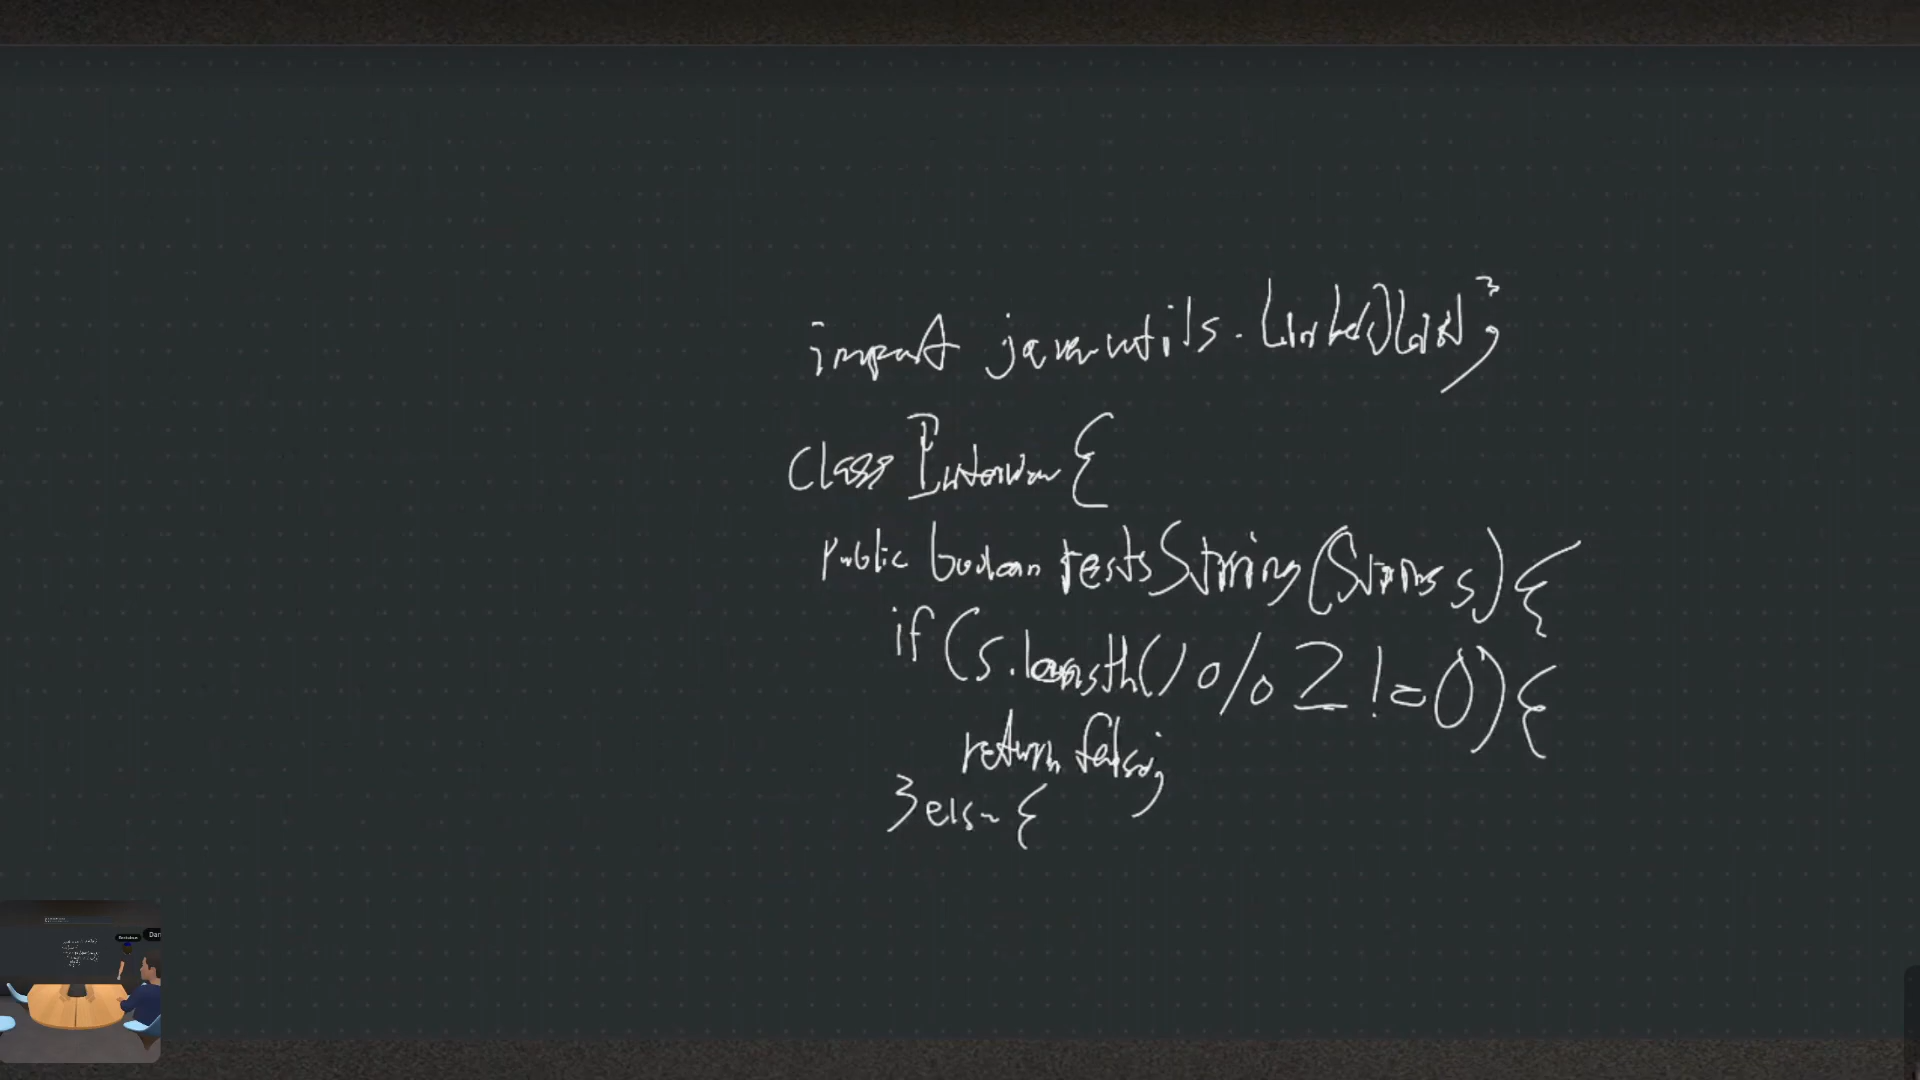 import java.utils.LinkedList;
class Interview {
public boolean testsString(String s) {
if (s.length() % 2 != 0) {
return false;
} else {